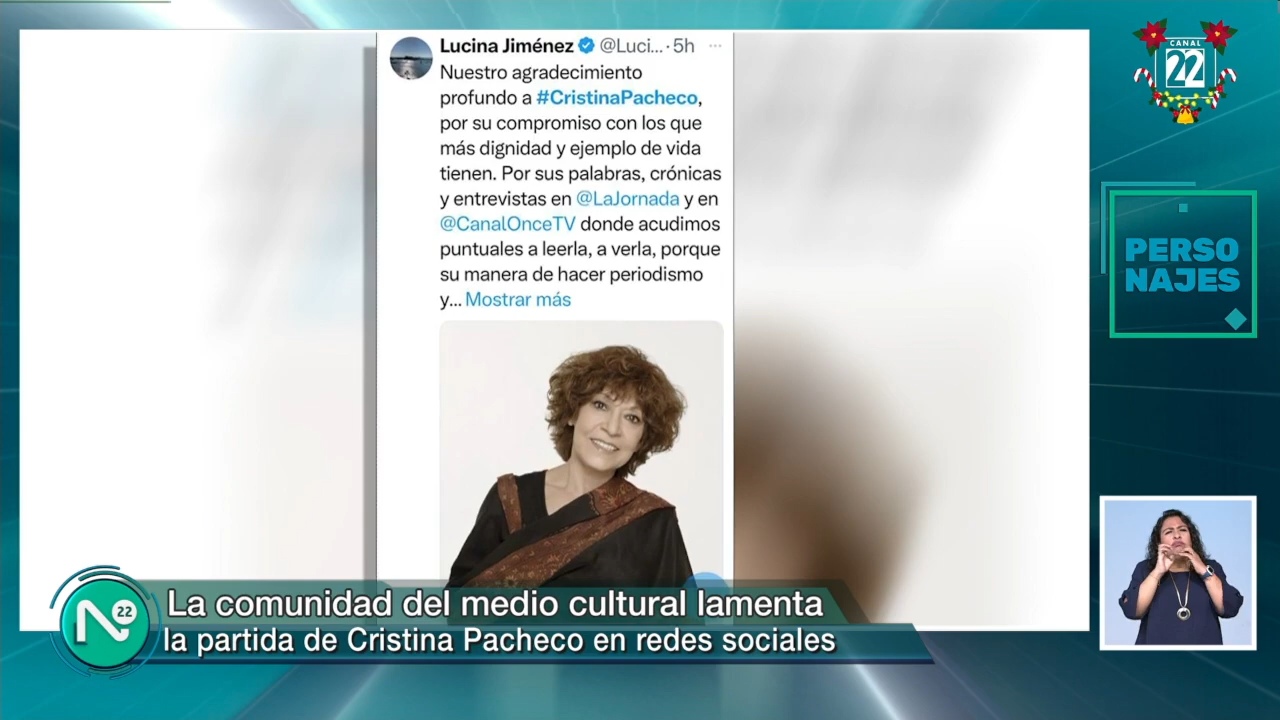 Lucina Jiménez @Luci... · 5h ...
Nuestro agradecimiento
profundo a #CristinaPacheco,
por su compromiso con los que
más dignidad y ejemplo de vida
tienen. Por sus palabras, crónicas
y entrevistas en @LaJornada y en
@CanalOnceTV donde acudimos
puntuales a leerla, a verla, porque
su manera de hacer periodismo
y... Mostrar más
CANAL
22
PERSO
NAJES
N22
La comunidad del medio cultural lamenta
la partida de Cristina Pacheco en redes sociales